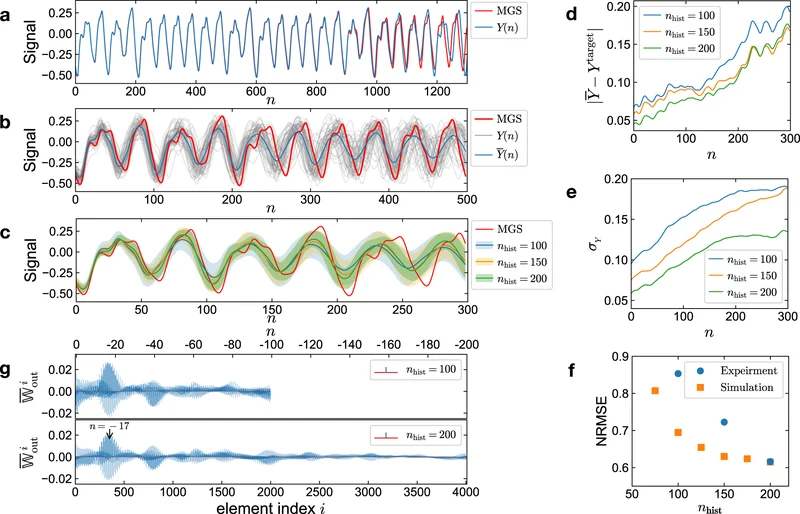 a
Signal
0.25
0.00
−0.25
−0.50
0
200
400
600
800
1000
1200
n
MGS
Y(n)
b
Signal
0.25
0.00
−0.25
−0.50
0
100
200
300
400
500
n
MGS
Y(n)
Y̅(n)
c
Signal
0.25
0.00
−0.25
−0.50
0
50
100
150
200
250
300
n
MGS
n_hist = 100
n_hist = 150
n_hist = 200
n
0
-20
-40
-60
-80
-100
-120
-140
-160
-180
-200
g
W̅^i_out
0.02
0.00
−0.02
n_hist = 100
W̅^i_out
0.02
0.00
−0.02
n = −17
n_hist = 200
0
500
1000
1500
2000
2500
3000
3500
4000
element index i
d
|Y̅ − Y^target|
0.20
0.15
0.10
0.05
0
100
200
300
n
n_hist = 100
n_hist = 150
n_hist = 200
e
σ_Y
0.20
0.15
0.10
0.05
0
100
200
300
n
n_hist = 100
n_hist = 150
n_hist = 200
f
NRMSE
0.9
0.8
0.7
0.6
50
100
150
200
n_hist
Expeirment
Simulation